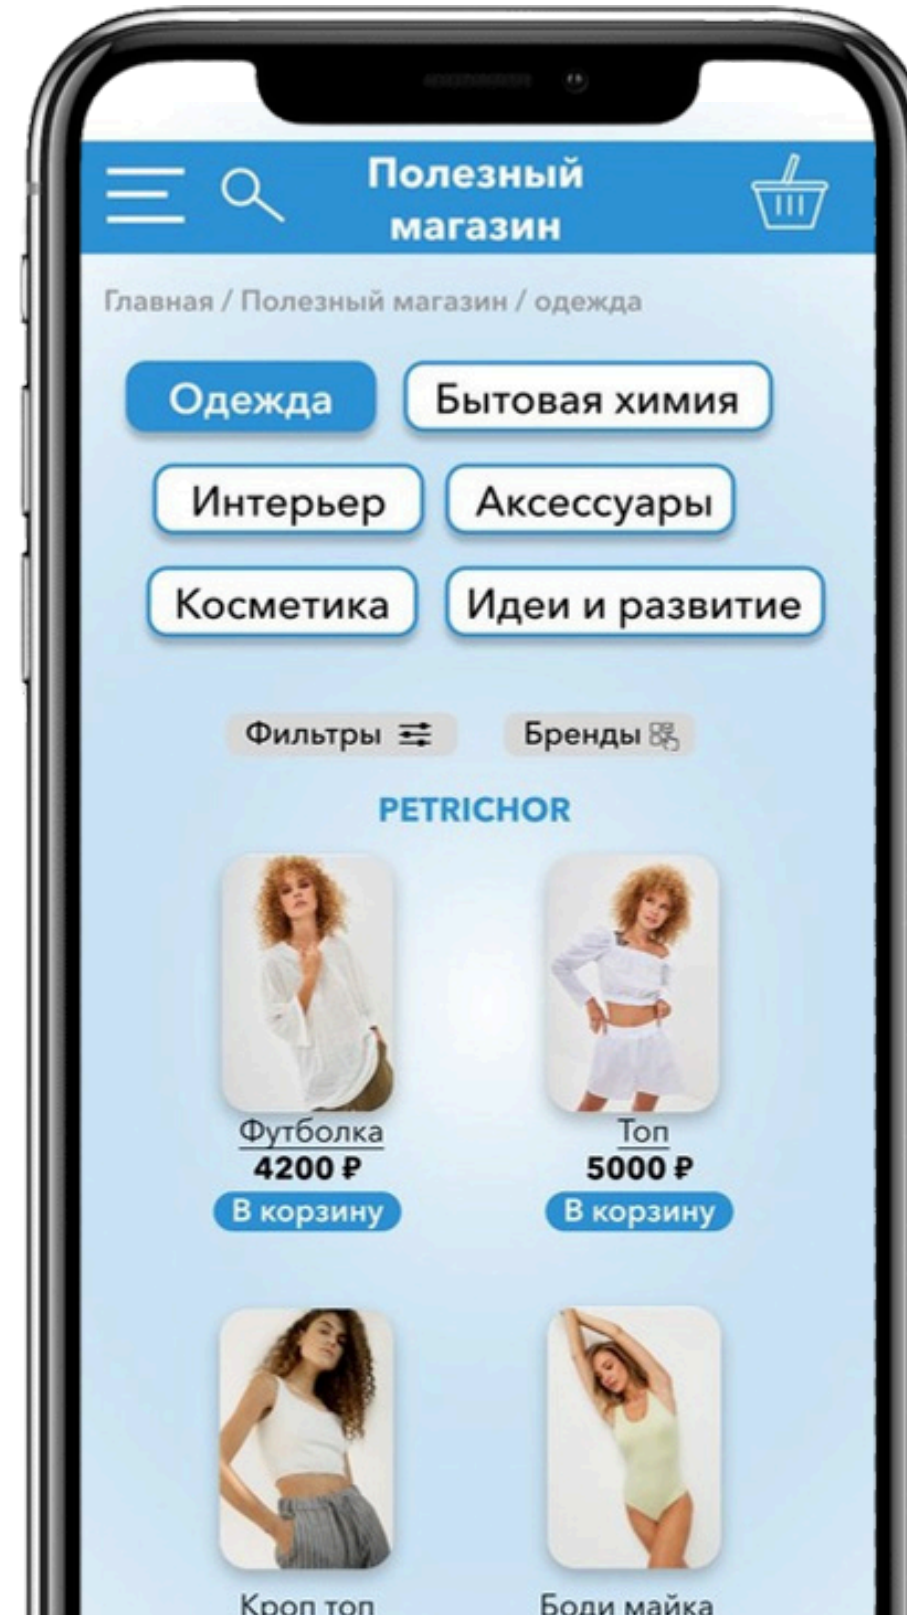 Полезный
магазин
Главная / Полезный магазин / одежда
Одежда
Бытовая химия
Интерьер
Аксессуары
Косметика
Идеи и развитие
Фильтры
Бренды
PETRICHOR
Футболка
4200 ₽
В корзину
Топ
5000 ₽
В корзину
Кроп топ
Боди майка